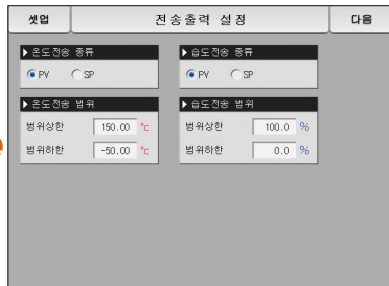 셋업 전송출력 설정 다음
▶ 온도전송 종류 ▶ 습도전송 종류
PV SP PV SP
▶ 온도전송 범위 ▶ 습도전송 범위
범위상한 150.00 ℃ 범위상한 100.0 %
범위하한 -50.00 ℃ 범위하한 0.0 %
e